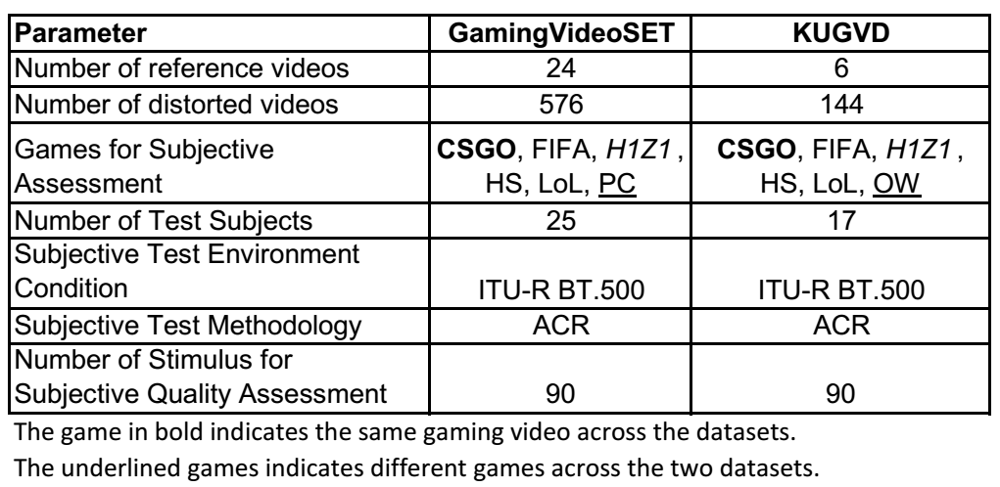 Parameter GamingVideoSET KUGVD
Number of reference videos 24 6
Number of distorted videos 576 144
Games for Subjective Assessment CSGO, FIFA, H1Z1, HS, LoL, PC CSGO, FIFA, H1Z1, HS, LoL, OW
Number of Test Subjects 25 17
Subjective Test Environment Condition ITU-R BT.500 ITU-R BT.500
Subjective Test Methodology ACR ACR
Number of Stimulus for Subjective Quality Assessment 90 90
The game in bold indicates the same gaming video across the datasets.
The underlined games indicates different games across the two datasets.